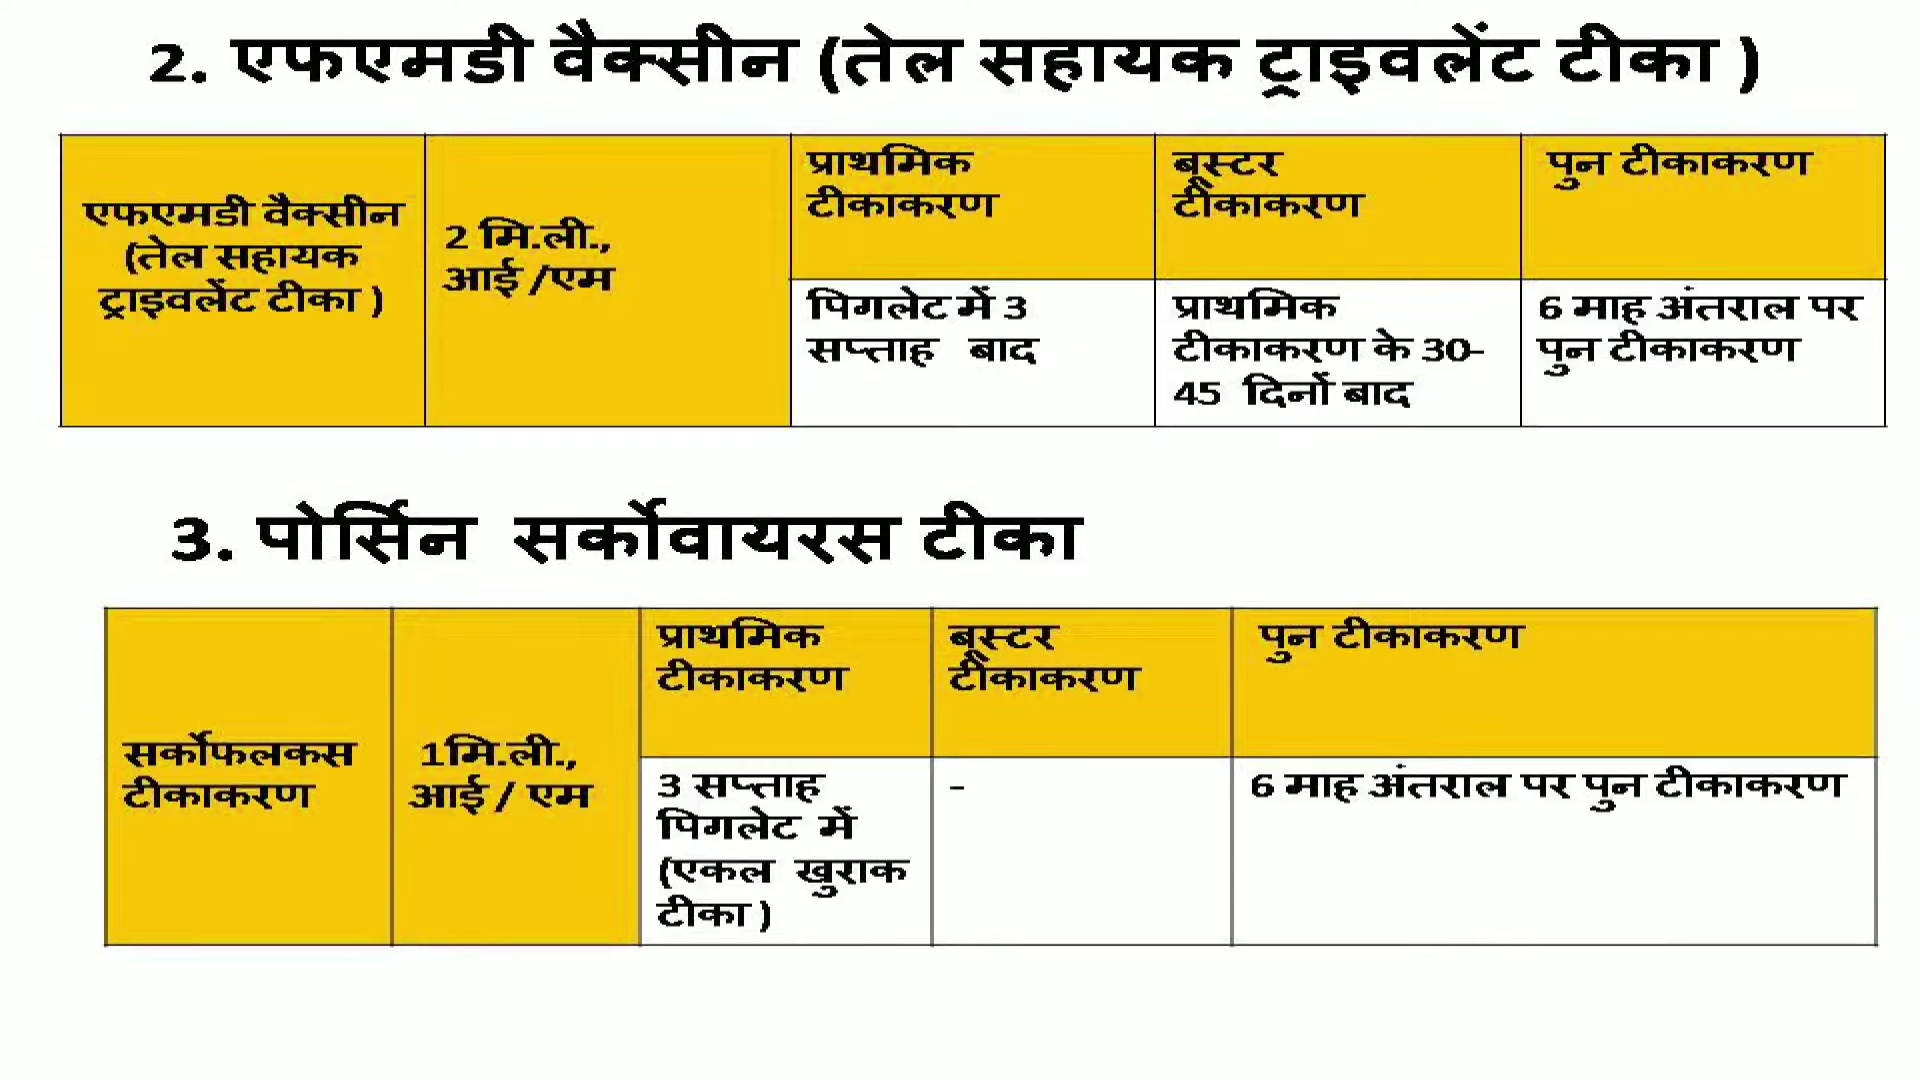 2. एफएमडी वैक्सीन (तेल सहायक ट्राइवलेंट टीका )
एफएमडी वैक्सीन
(तेल सहायक
ट्राइवलेंट टीका )
2 मि.ली.,
आई /एम
प्राथमिक
टीकाकरण
बूस्टर
टीकाकरण
पुन टीकाकरण
पिगलेट में 3
सप्ताह बाद
प्राथमिक
टीकाकरण के 30-
45 दिनों बाद
6 माह अंतराल पर
पुन टीकाकरण
3. पोर्सिन सर्कोवायरस टीका
सर्कोफलकस
टीकाकरण
1मि.ली.,
आई / एम
प्राथमिक
टीकाकरण
बूस्टर
टीकाकरण
पुन टीकाकरण
3 सप्ताह
पिगलेट में
(एकल खुराक
टीका )
-
6 माह अंतराल पर पुन टीकाकरण